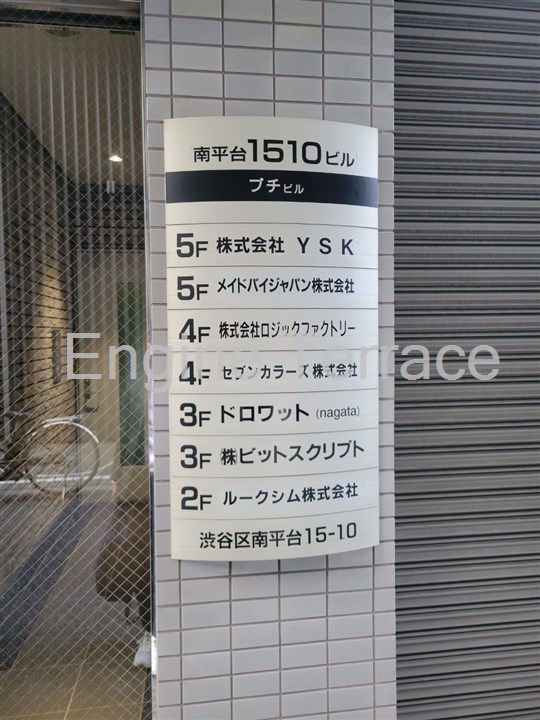 南平台1510ビル
プチビル
5F 株式会社 YSK
5F メイドバイジャパン株式会社
4F 株式会社ロジックファクトリー
Engine Terrace
4F セブンカラーズ株式会社
3F ドロワット (nagata)
3F ㈱ビットスクリプト
2F ルークシム株式会社
渋谷区南平台15-10